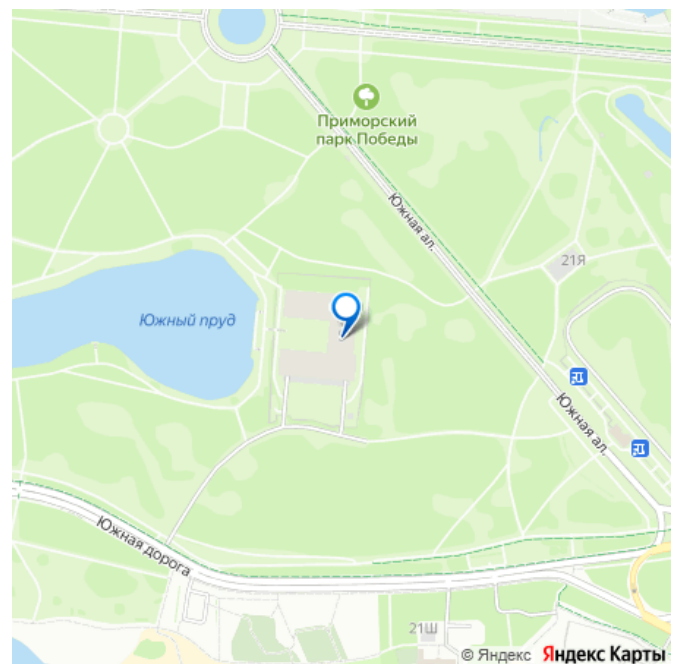 Приморский
парк Победы
Южная ал.
21Я
Южный пруд
Южная ал.
Южная дорога
21Ш
© Яндекс Яндекс Карты